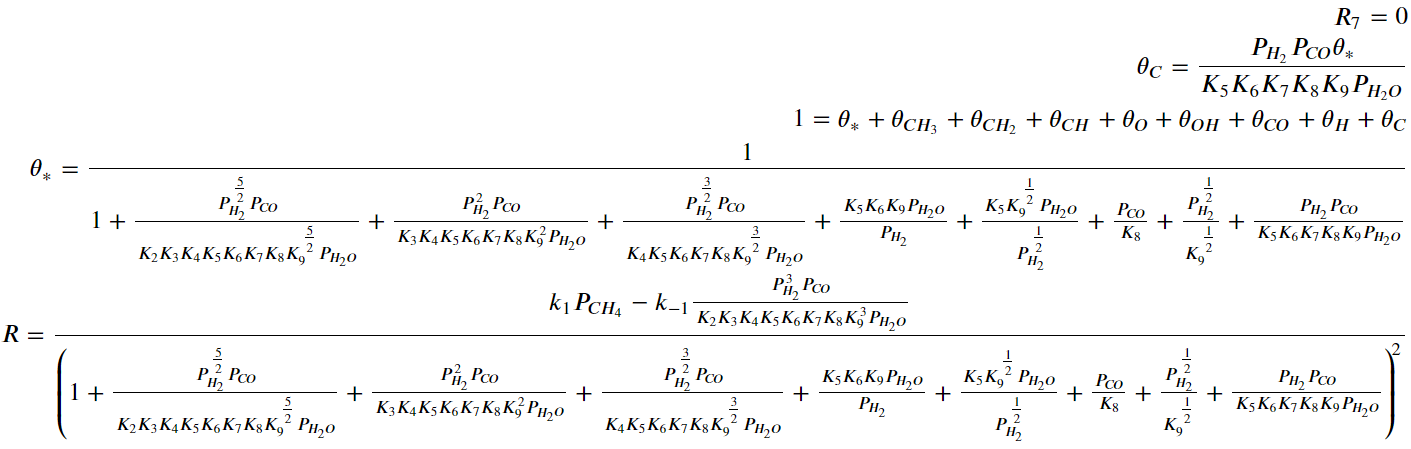 $R_7 = 0$
$\theta_C = \frac{P_{H_2} P_{CO} \theta_*}{K_5 K_6 K_7 K_8 K_9 P_{H_2O}}$
$1 = \theta_* + \theta_{CH_3} + \theta_{CH_2} + \theta_{CH} + \theta_O + \theta_{OH} + \theta_{CO} + \theta_H + \theta_C$
$\theta_* = \frac{1}{1 + \frac{P_{H_2}^{\frac{5}{2}} P_{CO}}{K_2 K_3 K_4 K_5 K_6 K_7 K_8 K_9^{\frac{5}{2}} P_{H_2O}} + \frac{P_{H_2}^2 P_{CO}}{K_3 K_4 K_5 K_6 K_7 K_8 K_9^2 P_{H_2O}} + \frac{P_{H_2}^{\frac{3}{2}} P_{CO}}{K_4 K_5 K_6 K_7 K_8 K_9^{\frac{3}{2}} P_{H_2O}} + \frac{K_5 K_6 K_9 P_{H_2O}}{P_{H_2}} + \frac{K_5 K_9^{\frac{1}{2}} P_{H_2O}}{P_{H_2}^{\frac{1}{2}}} + \frac{P_{CO}}{K_8} + \frac{P_{H_2}^{\frac{1}{2}}}{K_9^{\frac{1}{2}}} + \frac{P_{H_2} P_{CO}}{K_5 K_6 K_7 K_8 K_9 P_{H_2O}}}$
$R = \frac{k_1 P_{CH_4} - k_{-1} \frac{P_{H_2}^3 P_{CO}}{K_2 K_3 K_4 K_5 K_6 K_7 K_8 K_9^3 P_{H_2O}}}{\left(1 + \frac{P_{H_2}^{\frac{5}{2}} P_{CO}}{K_2 K_3 K_4 K_5 K_6 K_7 K_8 K_9^{\frac{5}{2}} P_{H_2O}} + \frac{P_{H_2}^2 P_{CO}}{K_3 K_4 K_5 K_6 K_7 K_8 K_9^2 P_{H_2O}} + \frac{P_{H_2}^{\frac{3}{2}} P_{CO}}{K_4 K_5 K_6 K_7 K_8 K_9^{\frac{3}{2}} P_{H_2O}} + \frac{K_5 K_6 K_9 P_{H_2O}}{P_{H_2}} + \frac{K_5 K_9^{\frac{1}{2}} P_{H_2O}}{P_{H_2}^{\frac{1}{2}}} + \frac{P_{CO}}{K_8} + \frac{P_{H_2}^{\frac{1}{2}}}{K_9^{\frac{1}{2}}} + \frac{P_{H_2} P_{CO}}{K_5 K_6 K_7 K_8 K_9 P_{H_2O}}\right)^2}$